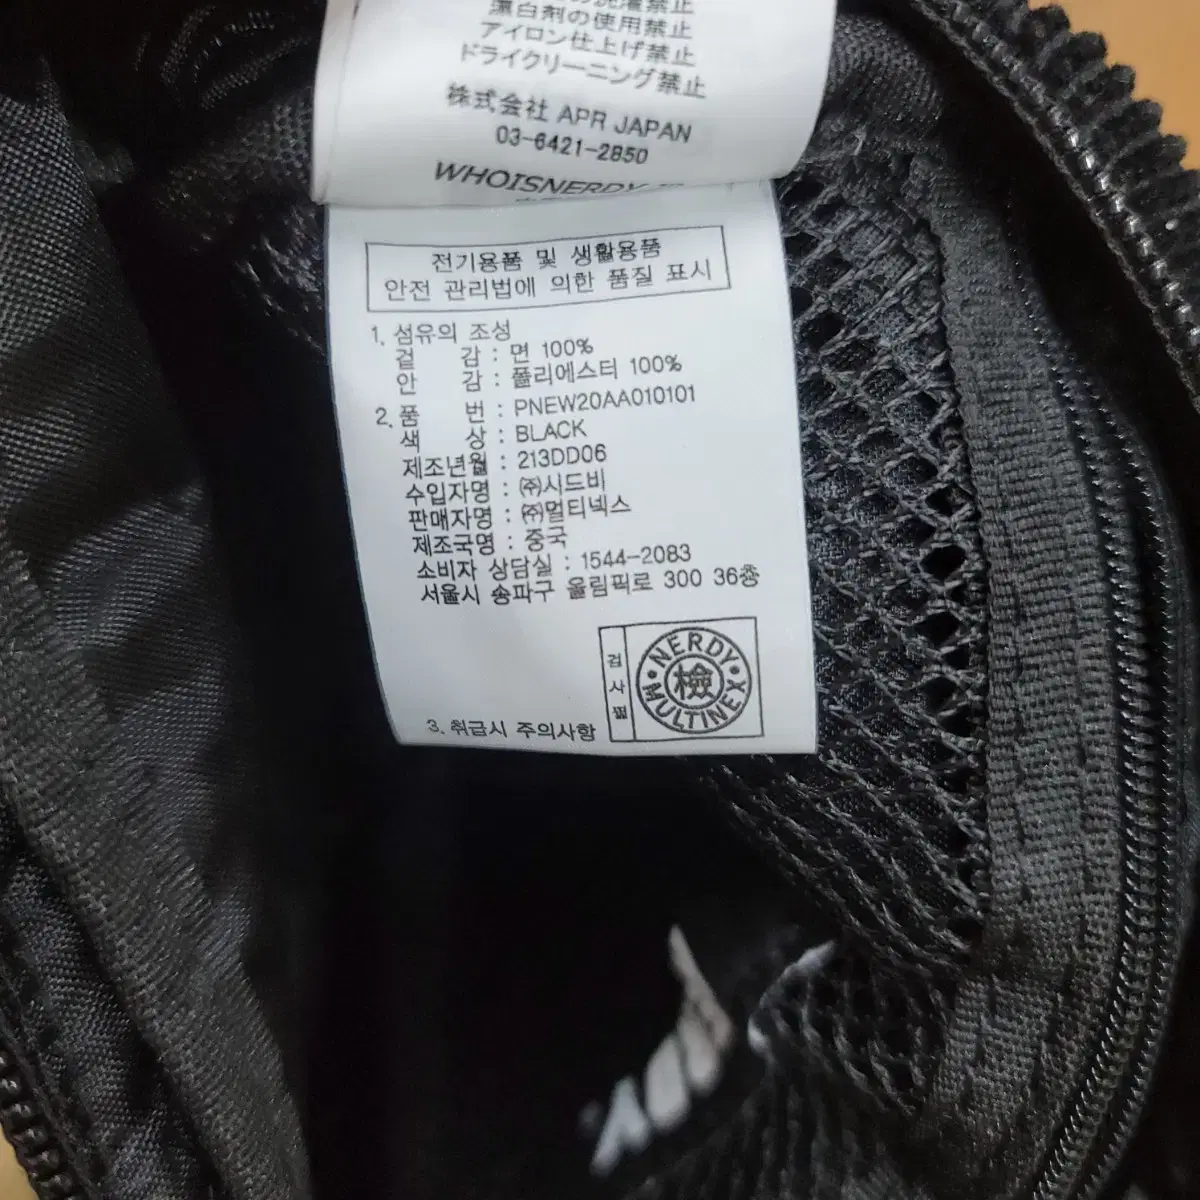 の洗濯禁止
漂白剤の使用禁止
アイロン仕上げ禁止
ドライクリーニング禁止
株式会社 APR JAPAN
03-6421-2850
WHOISNERDY
전기용품 및 생활용품
안전 관리법에 의한 품질 표시
1. 섬유의 조성
겉 감 : 면 100%
안 감 : 폴리에스터 100%
2. 품 번 : PNEW20AA010101
색 상 : BLACK
제조년월 : 213DD06
수입자명 : ㈜시드비
판매자명 : ㈜멀티넥스
제조국명 : 중국
소비자 상담실 : 1544-2083
서울시 송파구 올림픽로 300 36층
검사필
NERDY
檢
MULTINEX
3. 취급시 주의사항